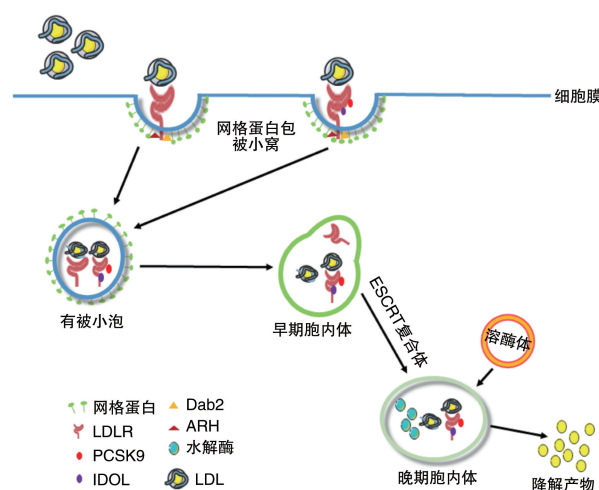 细胞膜
网格蛋白包
被小窝
有被小泡
早期胞内体
ESCRT复合体
溶酶体
晚期胞内体
降解产物
网格蛋白
LDLR
PCSK9
IDOL
Dab2
ARH
水解酶
LDL